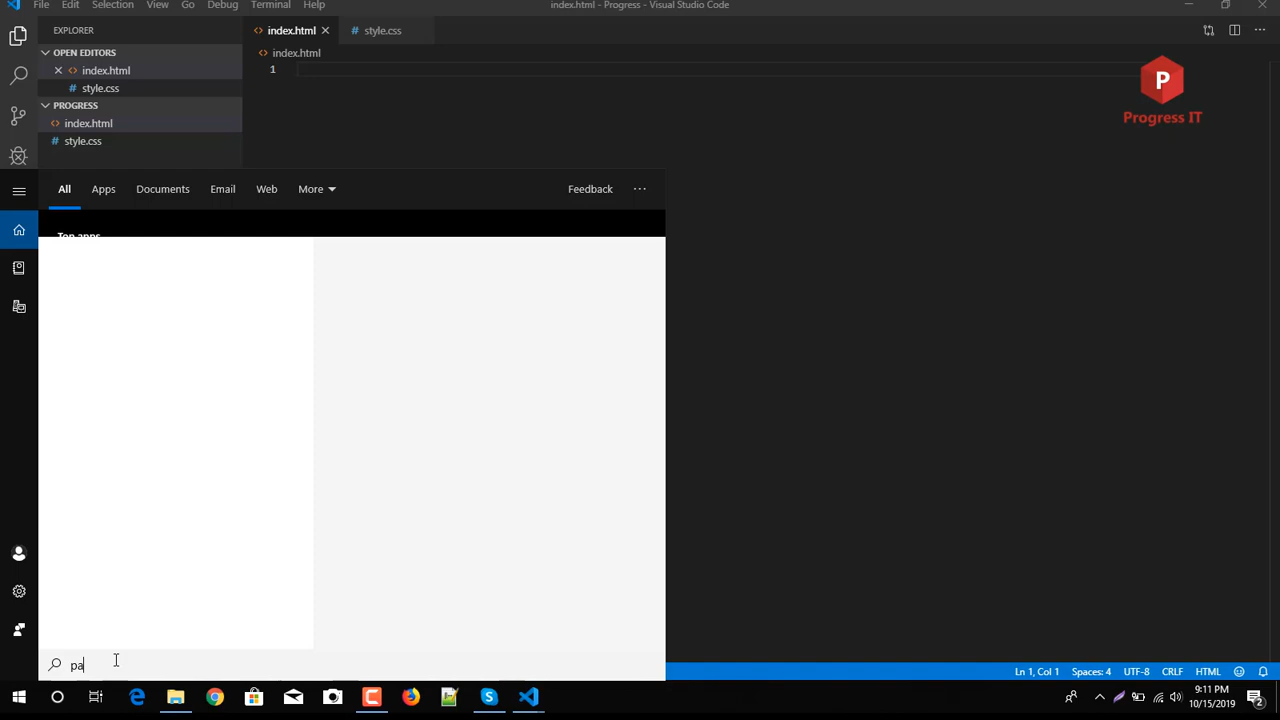 File Edit Selection View Go Debug Terminal Help
index.html - Progress - Visual Studio Code
EXPLORER
index.html
style.css
OPEN EDITORS
index.html
index.html
style.css
PROGRESS
index.html
style.css
1
P
Progress IT
All Apps Documents Email Web More
Feedback
Top apps
pa
Ln 1, Col 1 Spaces: 4 UTF-8 CRLF HTML
9:11 PM
10/15/2019
2